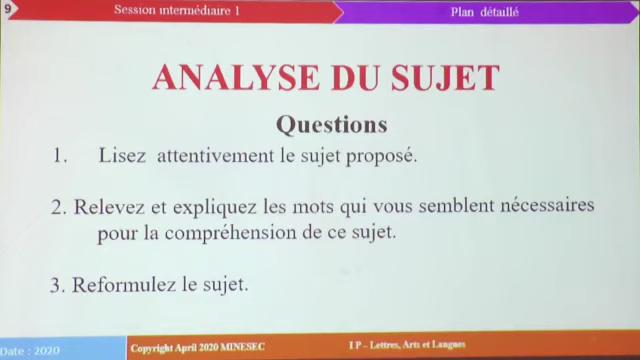 9
Session intermédiaire 1
Plan détaillé
ANALYSE DU SUJET
Questions
1. Lisez attentivement le sujet proposé.
2. Relevez et expliquez les mots qui vous semblent nécessaires
pour la compréhension de ce sujet.
3. Reformulez le sujet.
Date : 2020
Copyright April 2020 MINESEC
I P – Lettres, Arts et Langues